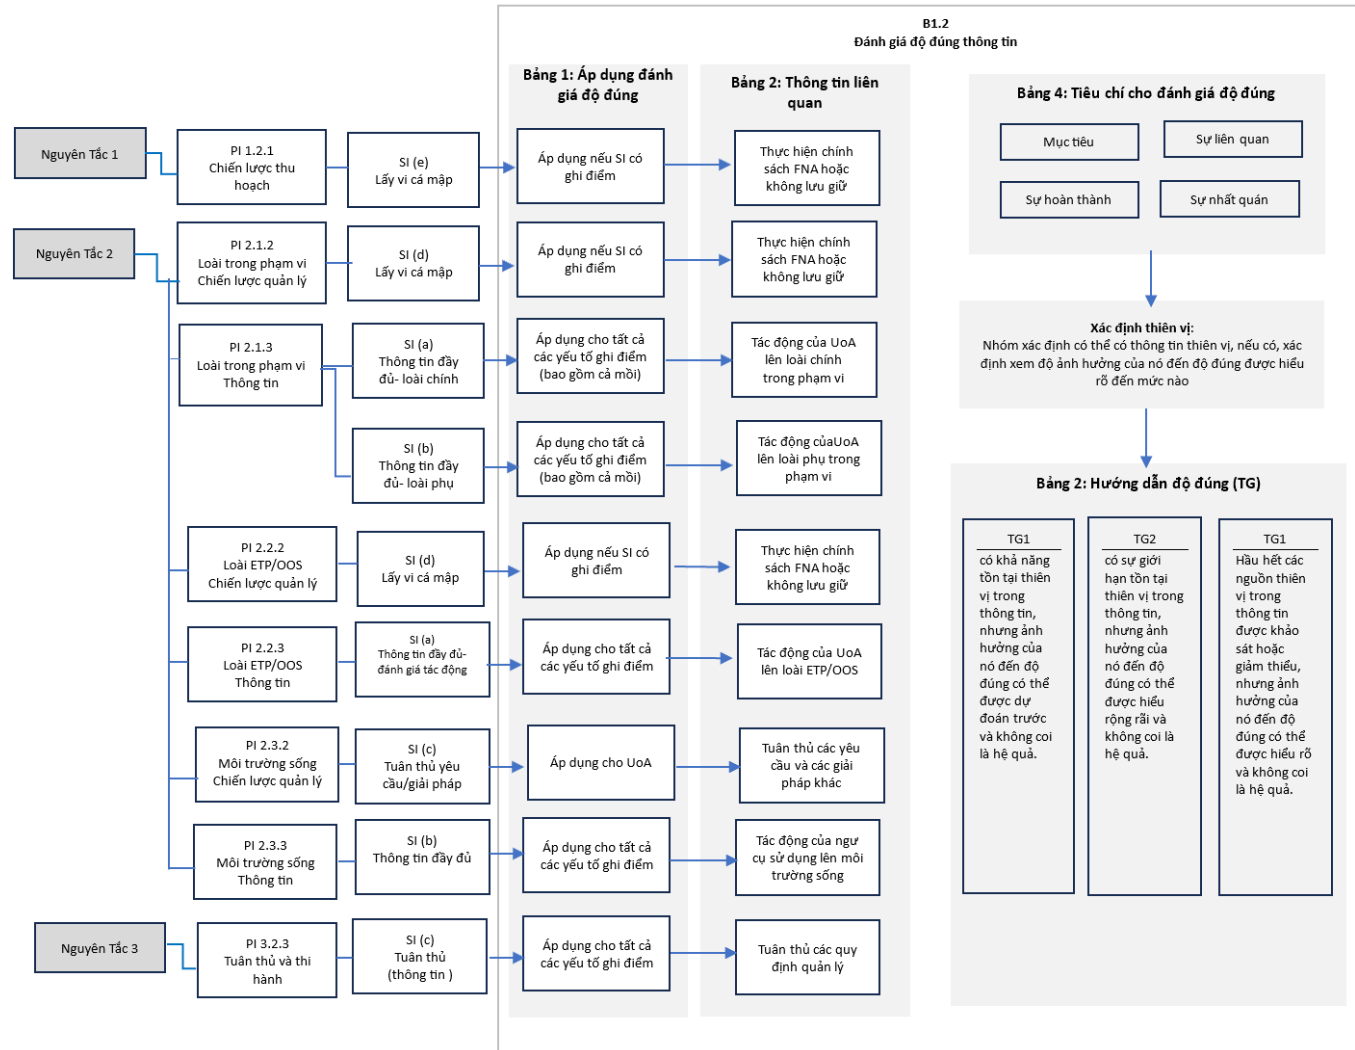 B1.2
Đánh giá độ đúng thông tin
Bảng 1: Áp dụng đánh
giá độ đúng
Bảng 2: Thông tin liên
quan
Nguyên Tắc 1
PI 1.2.1
Chiến lược thu
hoạch
SI (e)
Lấy vi cá mập
Áp dụng nếu SI có
ghi điểm
Thực hiện chính
sách FNA hoặc
không lưu giữ
Nguyên Tắc 2
PI 2.1.2
Loài trong phạm vi
Chiến lược quản lý
SI (d)
Lấy vi cá mập
Áp dụng nếu SI có
ghi điểm
Thực hiện chính
sách FNA hoặc
không lưu giữ
PI 2.1.3
Loài trong phạm vi
Thông tin
SI (a)
Thông tin đầy
đủ- loài chính
Áp dụng cho tất cả
các yếu tố ghi điểm
(bao gồm cả mồi)
Tác động của UoA
lên loài chính
trong phạm vi
SI (b)
Thông tin đầy
đủ- loài phụ
Áp dụng cho tất cả
các yếu tố ghi điểm
(bao gồm cả mồi)
Tác động củaUoA
lên loài phụ trong
phạm vi
PI 2.2.2
Loài ETP/OOS
Chiến lược quản lý
SI (d)
Lấy vi cá mập
Áp dụng nếu SI có
ghi điểm
Thực hiện chính
sách FNA hoặc
không lưu giữ
PI 2.2.3
Loài ETP/OOS
Thông tin
SI (a)
Thông tin đầy đủ-
đánh giá tác động
Áp dụng cho tất cả
các yếu tố ghi điểm
Tác động của UoA
lên loài ETP/OOS
PI 2.3.2
Môi trường sống
Chiến lược quản lý
SI (c)
Tuân thủ yêu
cầu/giải pháp
Áp dụng cho UoA
Tuân thủ các yêu
cầu và các giải
pháp khác
PI 2.3.3
Môi trường sống
Thông tin
SI (b)
Thông tin đầy đủ
Áp dụng cho tất cả
các yếu tố ghi điểm
Tác động của ngư
cụ sử dụng lên môi
trường sống
Nguyên Tắc 3
PI 3.2.3
Tuân thủ và thi
hành
SI (c)
Tuân thủ
(thông tin )
Áp dụng cho tất cả
các yếu tố ghi điểm
Tuân thủ các quy
định quản lý
Bảng 4: Tiêu chí cho đánh giá độ đúng
Mục tiêu
Sự liên quan
Sự hoàn thành
Sự nhất quán
Xác định thiên vị:
Nhóm xác định có thể có thông tin thiên vị, nếu có, xác
định xem độ ảnh hưởng của nó đến độ đúng được hiểu
rõ đến mức nào
Bảng 2: Hướng dẫn độ đúng (TG)
TG1
có khả năng
tồn tại thiên
vị trong
thông tin,
nhưng ảnh
hưởng của
nó đến độ
đúng có thể
được dự
đoán trước
và không coi
là hệ quả.
TG2
có sự giới
hạn tồn tại
thiên vị trong
thông tin,
nhưng ảnh
hưởng của
nó đến độ
đúng có thể
được hiểu
rộng rãi và
không coi là
hệ quả.
TG1
Hầu hết các
nguồn thiên
vị trong
thông tin
được khảo
sát hoặc
giảm thiểu,
nhưng ảnh
hưởng của
nó đến độ
đúng có thể
được hiểu rõ
và không coi
là hệ quả.